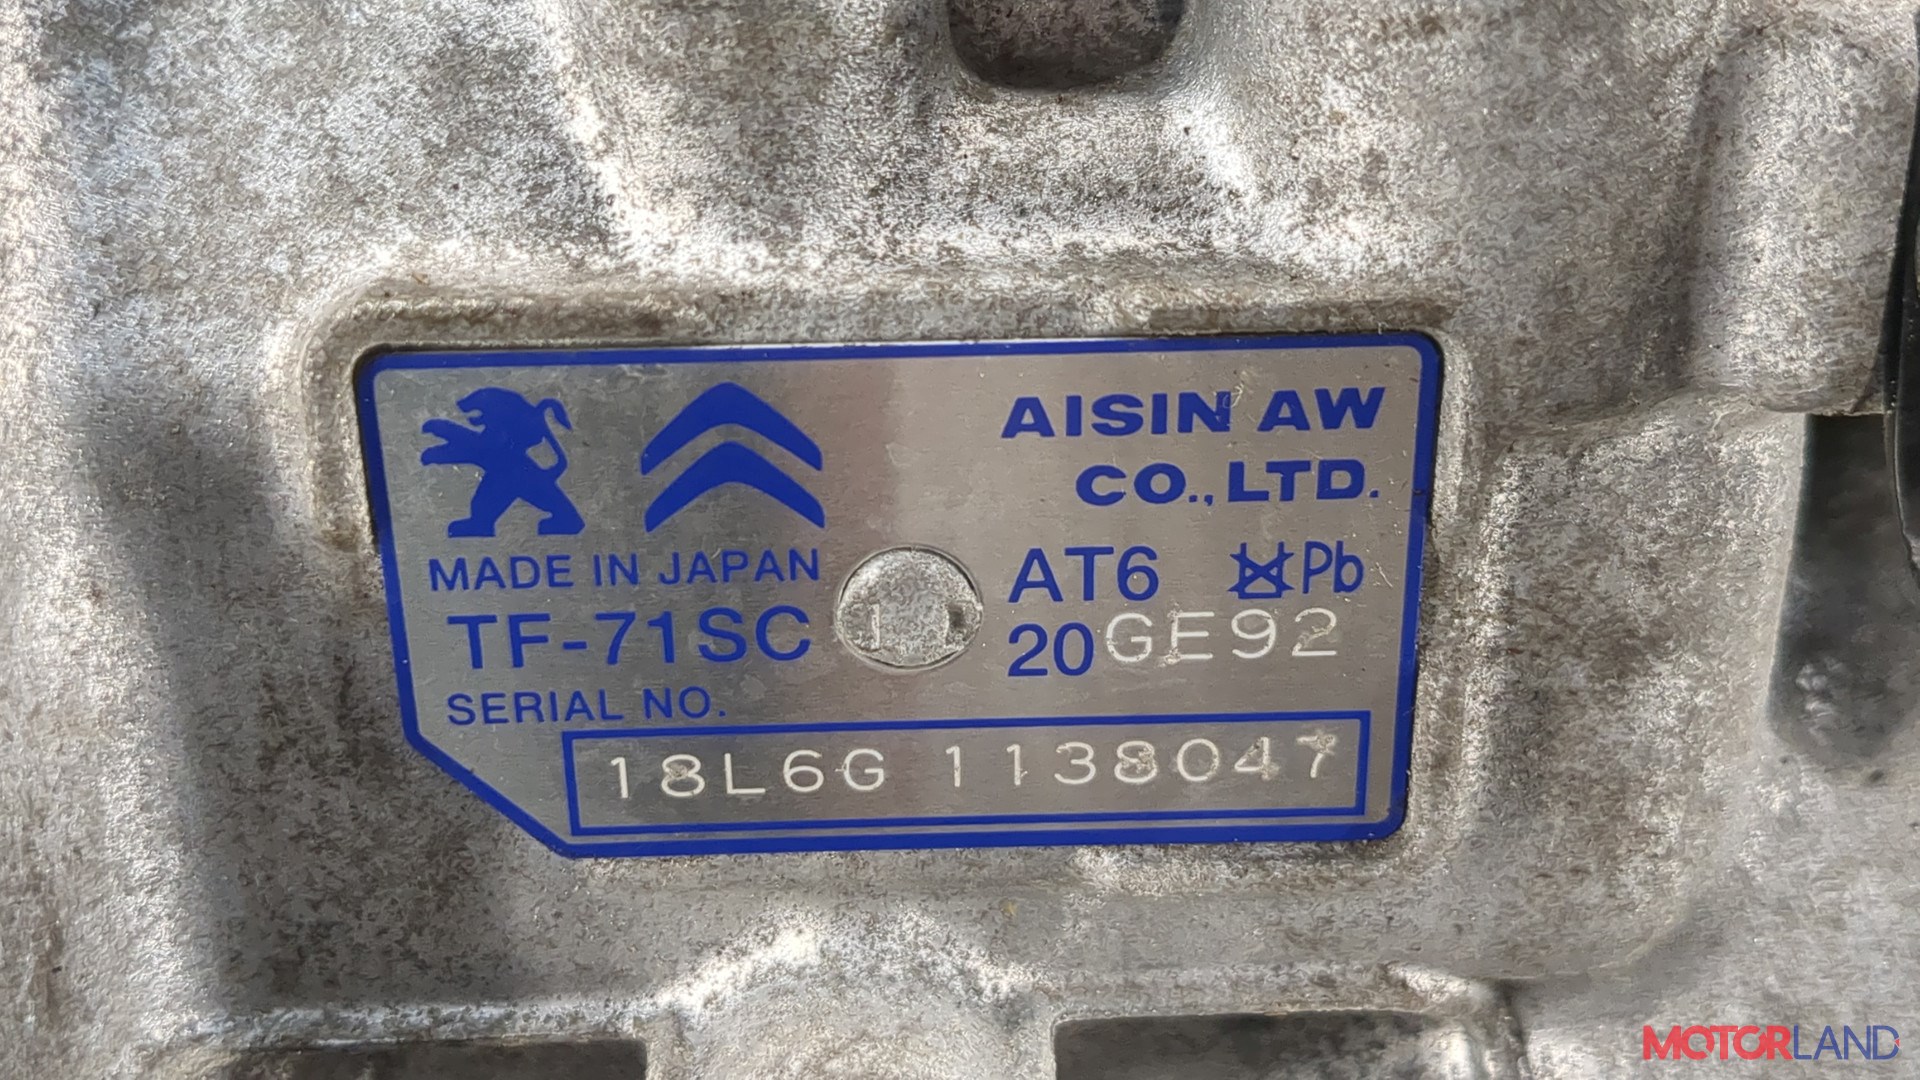 AISIN AW
CO., LTD.
MADE IN JAPAN
AT6 Pb
TF-71SC
20GE92
SERIAL NO.
18L6G 1138047
MOTORLAND